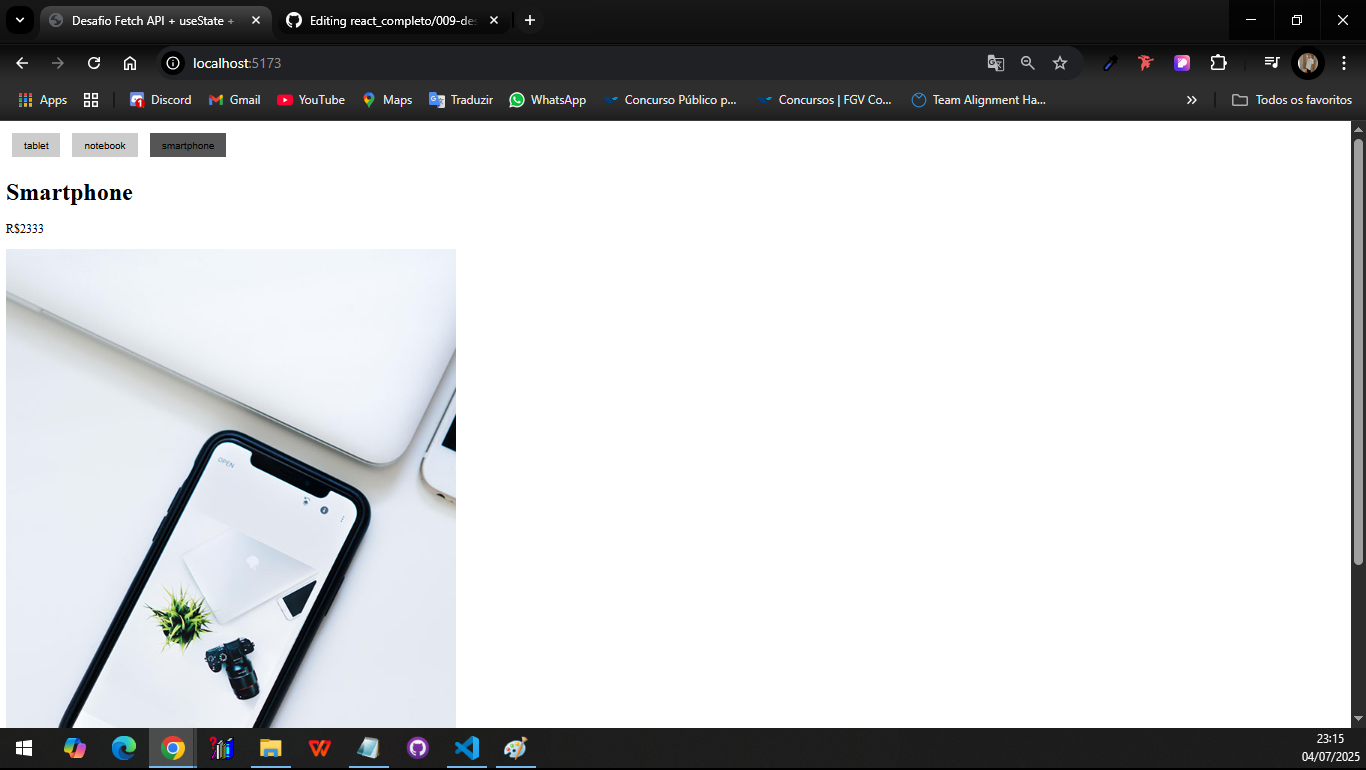 Desafio Fetch API + useState +
Editing react_completo/009-des
localhost:5173
Apps
Discord
Gmail
YouTube
Maps
Traduzir
WhatsApp
Concurso Público p...
Concursos | FGV Co...
Team Alignment Ha...
Todos os favoritos
tablet
notebook
smartphone
Smartphone
R$2333
OPEN
23:15
04/07/2025